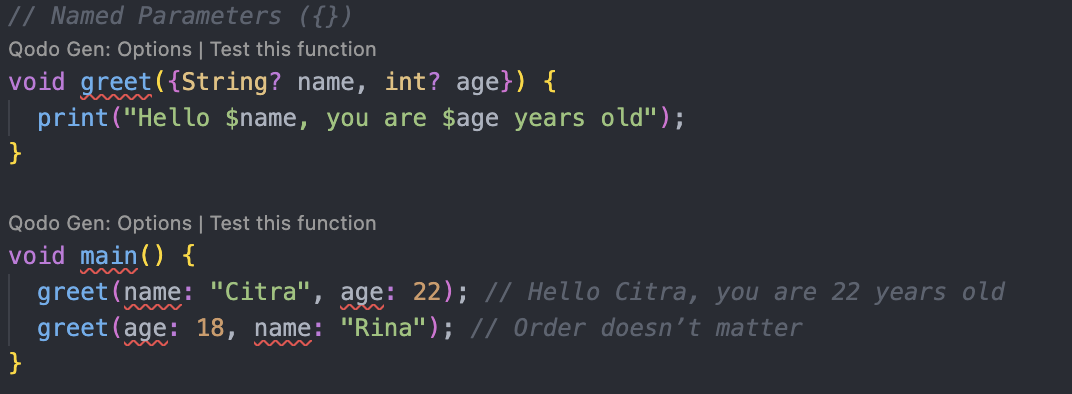 // Named Parameters ({})
Qodo Gen: Options | Test this function
void greet({String? name, int? age}) {
  print("Hello $name, you are $age years old");
}
Qodo Gen: Options | Test this function
void main() {
  greet(name: "Citra", age: 22); // Hello Citra, you are 22 years old
  greet(age: 18, name: "Rina"); // Order doesn’t matter
}